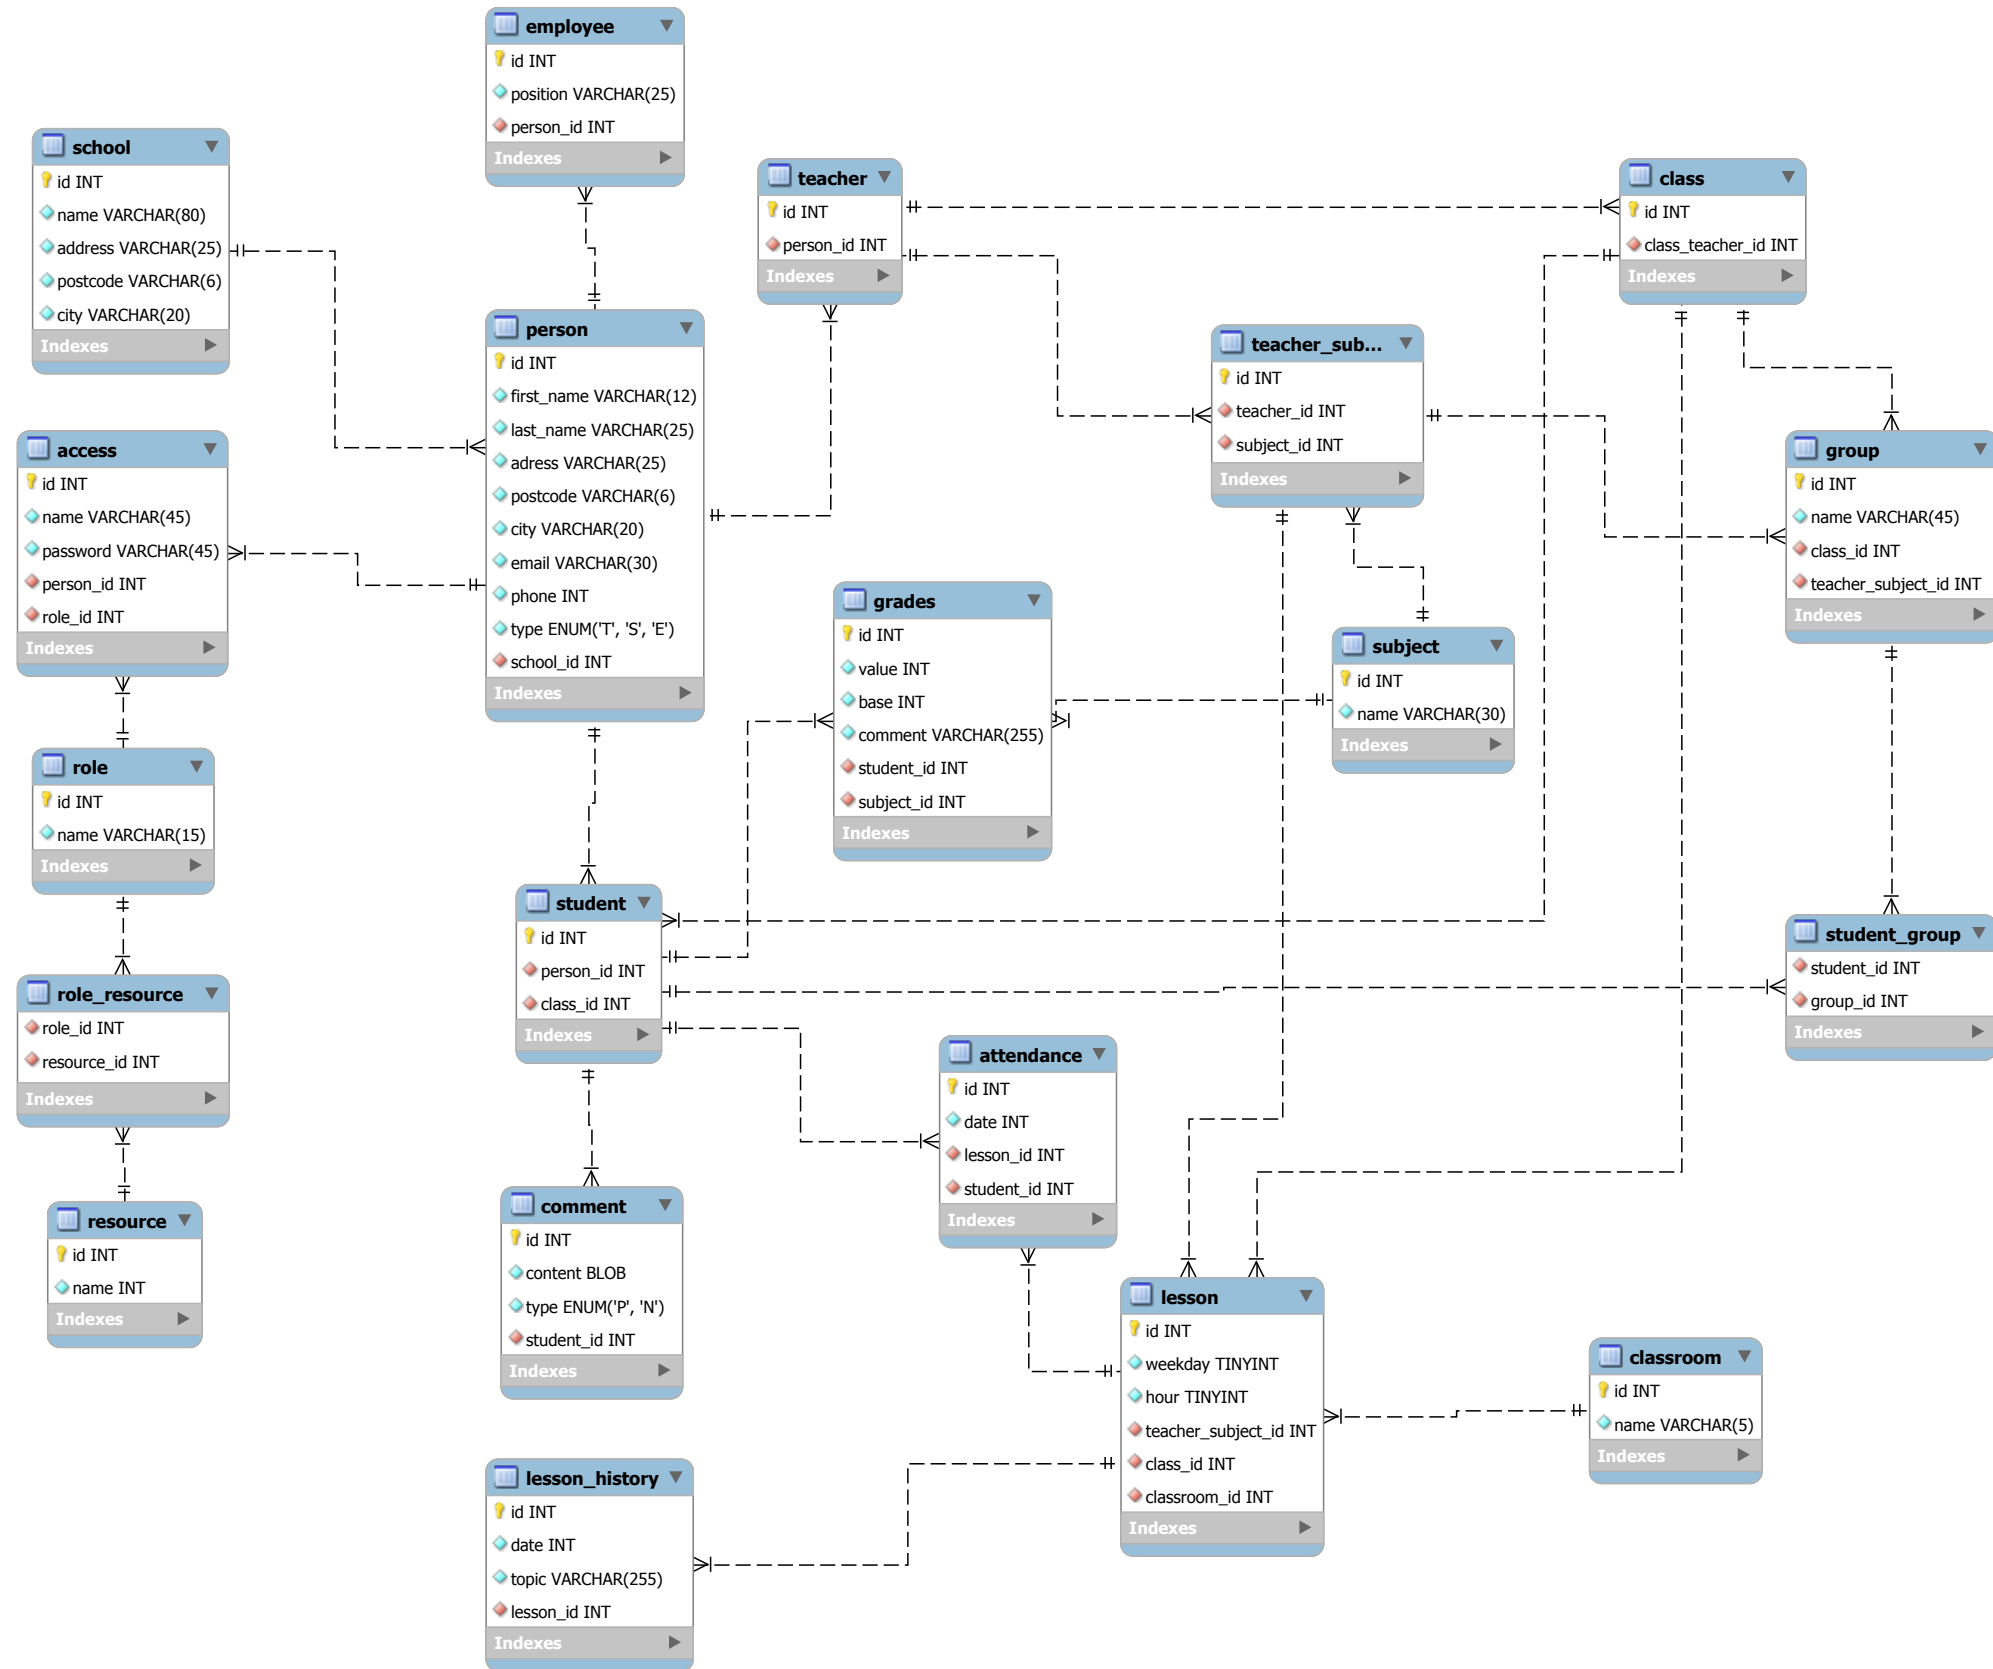 employee
id INT
position VARCHAR(25)
person_id INT
Indexes
school
id INT
name VARCHAR(80)
address VARCHAR(25)
postcode VARCHAR(6)
city VARCHAR(20)
Indexes
teacher
id INT
person_id INT
Indexes
class
id INT
class_teacher_id INT
Indexes
person
id INT
first_name VARCHAR(12)
last_name VARCHAR(25)
adress VARCHAR(25)
postcode VARCHAR(6)
city VARCHAR(20)
email VARCHAR(30)
phone INT
type ENUM('T', 'S', 'E')
school_id INT
Indexes
teacher_sub...
id INT
teacher_id INT
subject_id INT
Indexes
access
id INT
name VARCHAR(45)
password VARCHAR(45)
person_id INT
role_id INT
Indexes
group
id INT
name VARCHAR(45)
class_id INT
teacher_subject_id INT
Indexes
grades
id INT
value INT
base INT
comment VARCHAR(255)
student_id INT
subject_id INT
Indexes
subject
id INT
name VARCHAR(30)
Indexes
role
id INT
name VARCHAR(15)
Indexes
student
id INT
person_id INT
class_id INT
Indexes
student_group
student_id INT
group_id INT
Indexes
role_resource
role_id INT
resource_id INT
Indexes
attendance
id INT
date INT
lesson_id INT
student_id INT
Indexes
comment
id INT
content BLOB
type ENUM('P', 'N')
student_id INT
Indexes
resource
id INT
name INT
Indexes
lesson
id INT
weekday TINYINT
hour TINYINT
teacher_subject_id INT
class_id INT
classroom_id INT
Indexes
classroom
id INT
name VARCHAR(5)
Indexes
lesson_history
id INT
date INT
topic VARCHAR(255)
lesson_id INT
Indexes